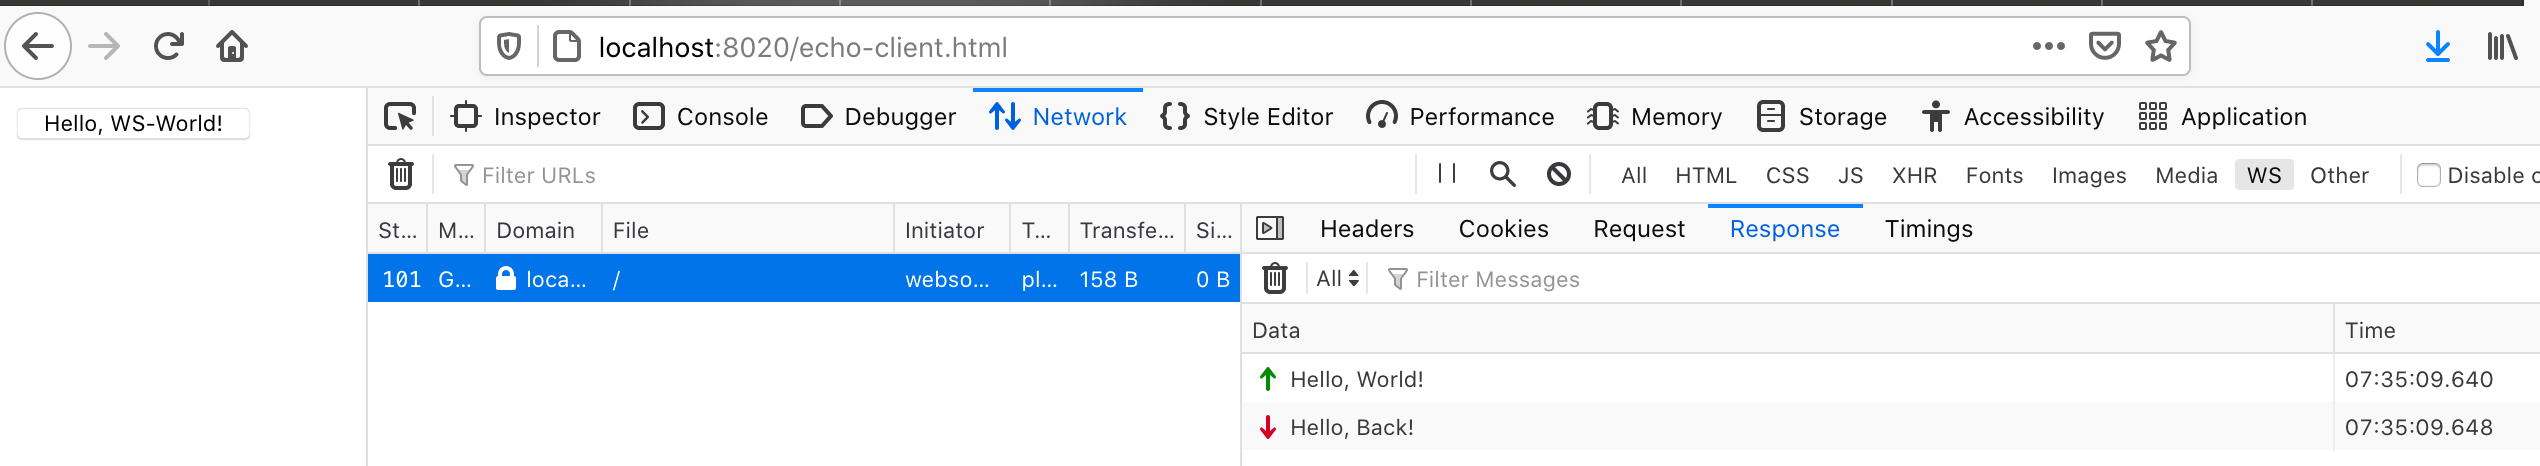 localhost:8020/echo-client.html
Hello, WS-World!
Inspector Console Debugger Network Style Editor Performance Memory Storage Accessibility Application
Filter URLs All HTML CSS JS XHR Fonts Images Media WS Other Disable c
St... M... Domain File Initiator T... Transfe... Si... Headers Cookies Request Response Timings
101 G... loca... / webso... pl... 158 B 0 B All Filter Messages
Data Time
Hello, World! 07:35:09.640
Hello, Back! 07:35:09.648